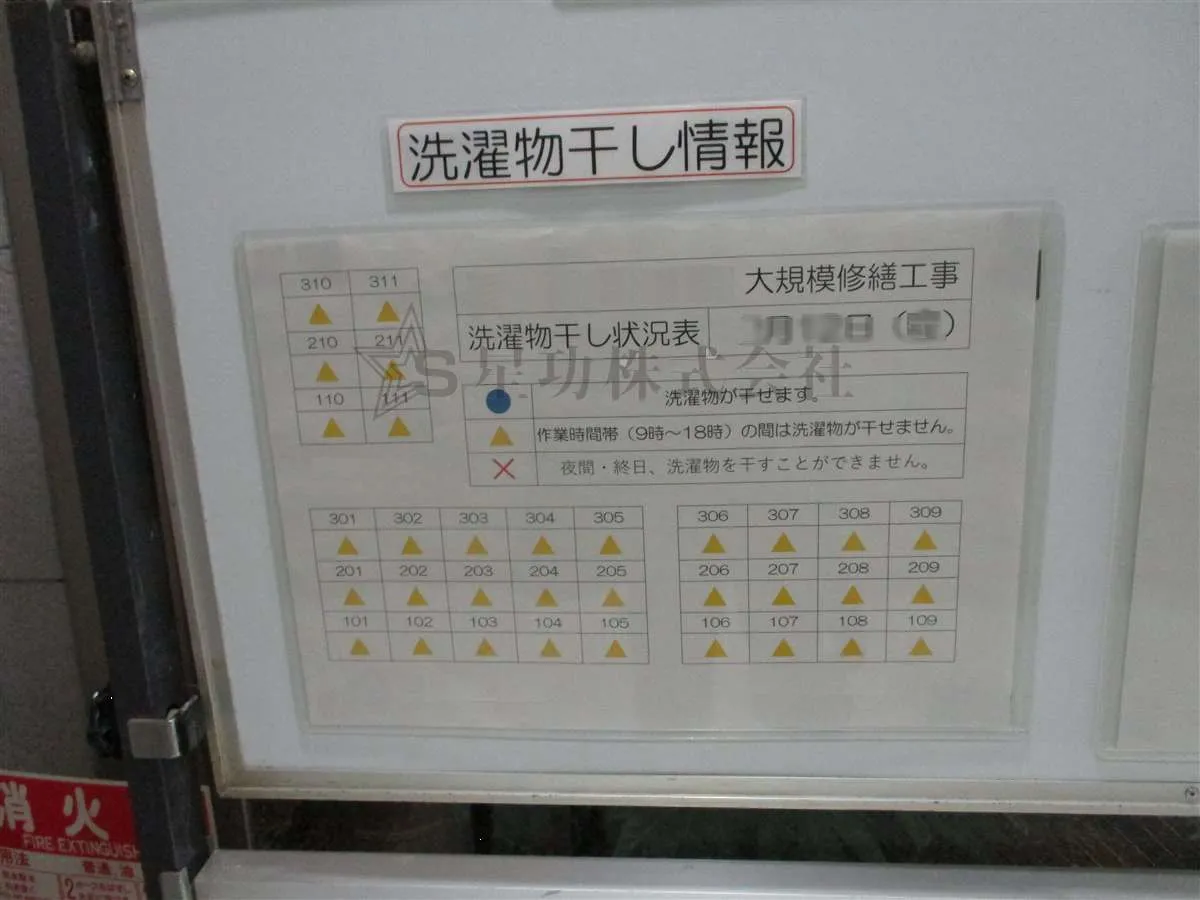 洗濯物干し情報
大規模修繕工事
洗濯物干し状況表
310 311
210 211
110 111
S星功株式会社
洗濯物が干せます。
作業時間帯（9時〜18時）の間は洗濯物が干せません。
夜間・終日、洗濯物を干すことができません。
301 302 303 304 305
201 202 203 204 205
101 102 103 104 105
306 307 308 309
206 207 208 209
106 107 108 109
消火
FIRE EXTINGUISH
用法
普通
2